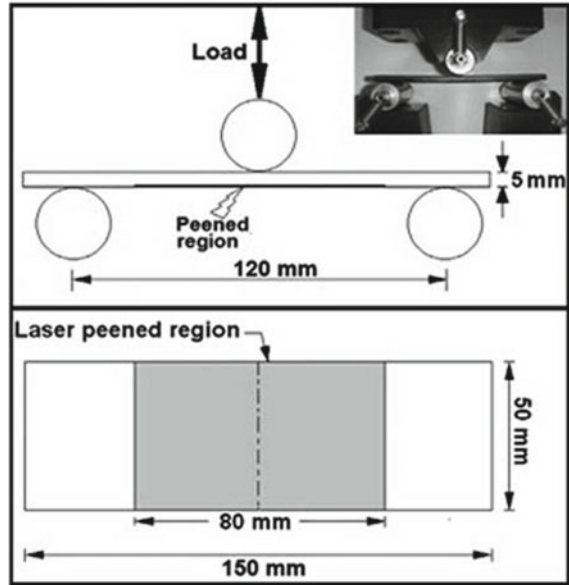 Load
5 mm
Peened
region
120 mm
Laser peened region
50 mm
80 mm
150 mm